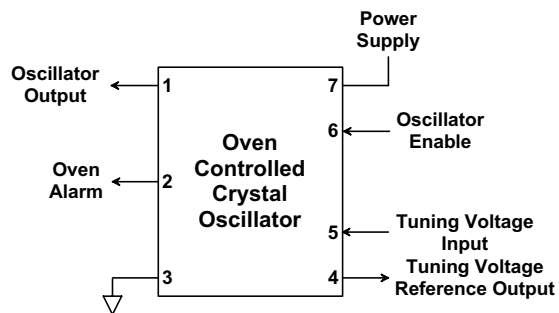 Power
Supply
Oscillator
Output
1
7
6
Oscillator
Enable
Oven
Controlled
Crystal
Oscillator
Oven
Alarm
2
5
Tuning Voltage
Input
3
4
Tuning Voltage
Reference Output